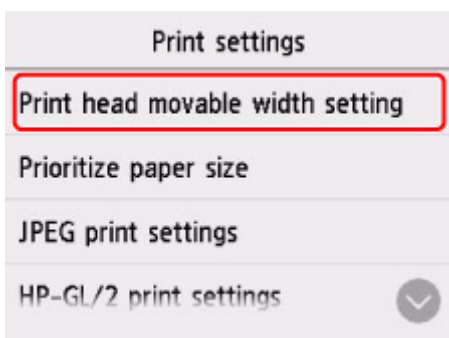 Print settings
Print head movable width setting
Prioritize paper size
JPEG print settings
HP-GL/2 print settings